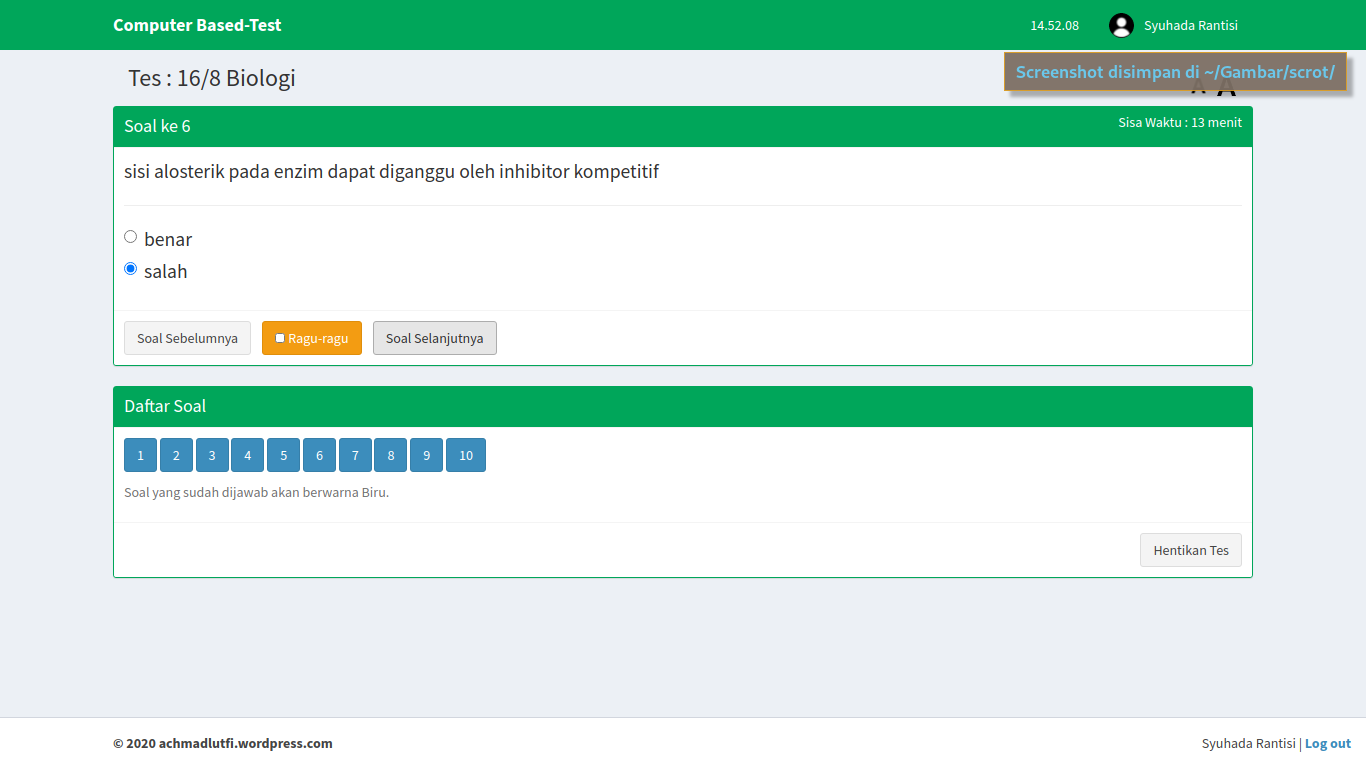 Computer Based-Test
14.52.08
Syuhada Rantisi
Tes : 16/8 Biologi
Screenshot disimpan di ~/Gambar/scrot/
A A
Soal ke 6
Sisa Waktu : 13 menit
sisi alosterik pada enzim dapat diganggu oleh inhibitor kompetitif
benar
salah
Soal Sebelumnya
Ragu-ragu
Soal Selanjutnya
Daftar Soal
1 2 3 4 5 6 7 8 9 10
Soal yang sudah dijawab akan berwarna Biru.
Hentikan Tes
© 2020 achmadlutfi.wordpress.com
Syuhada Rantisi | Log out